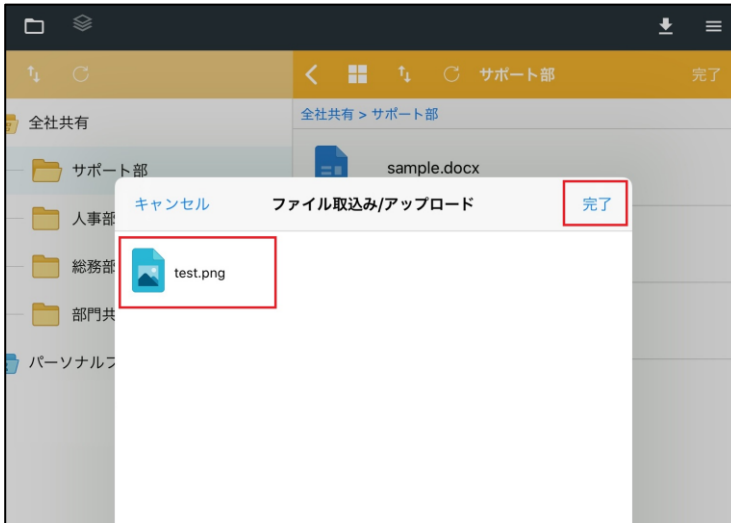 サポート部
完了
全社共有
全社共有 > サポート部
サポート部
sample.docx
キャンセル
ファイル取込み/アップロード
完了
人事部
test.png
総務部
部門共
パーソナルフ